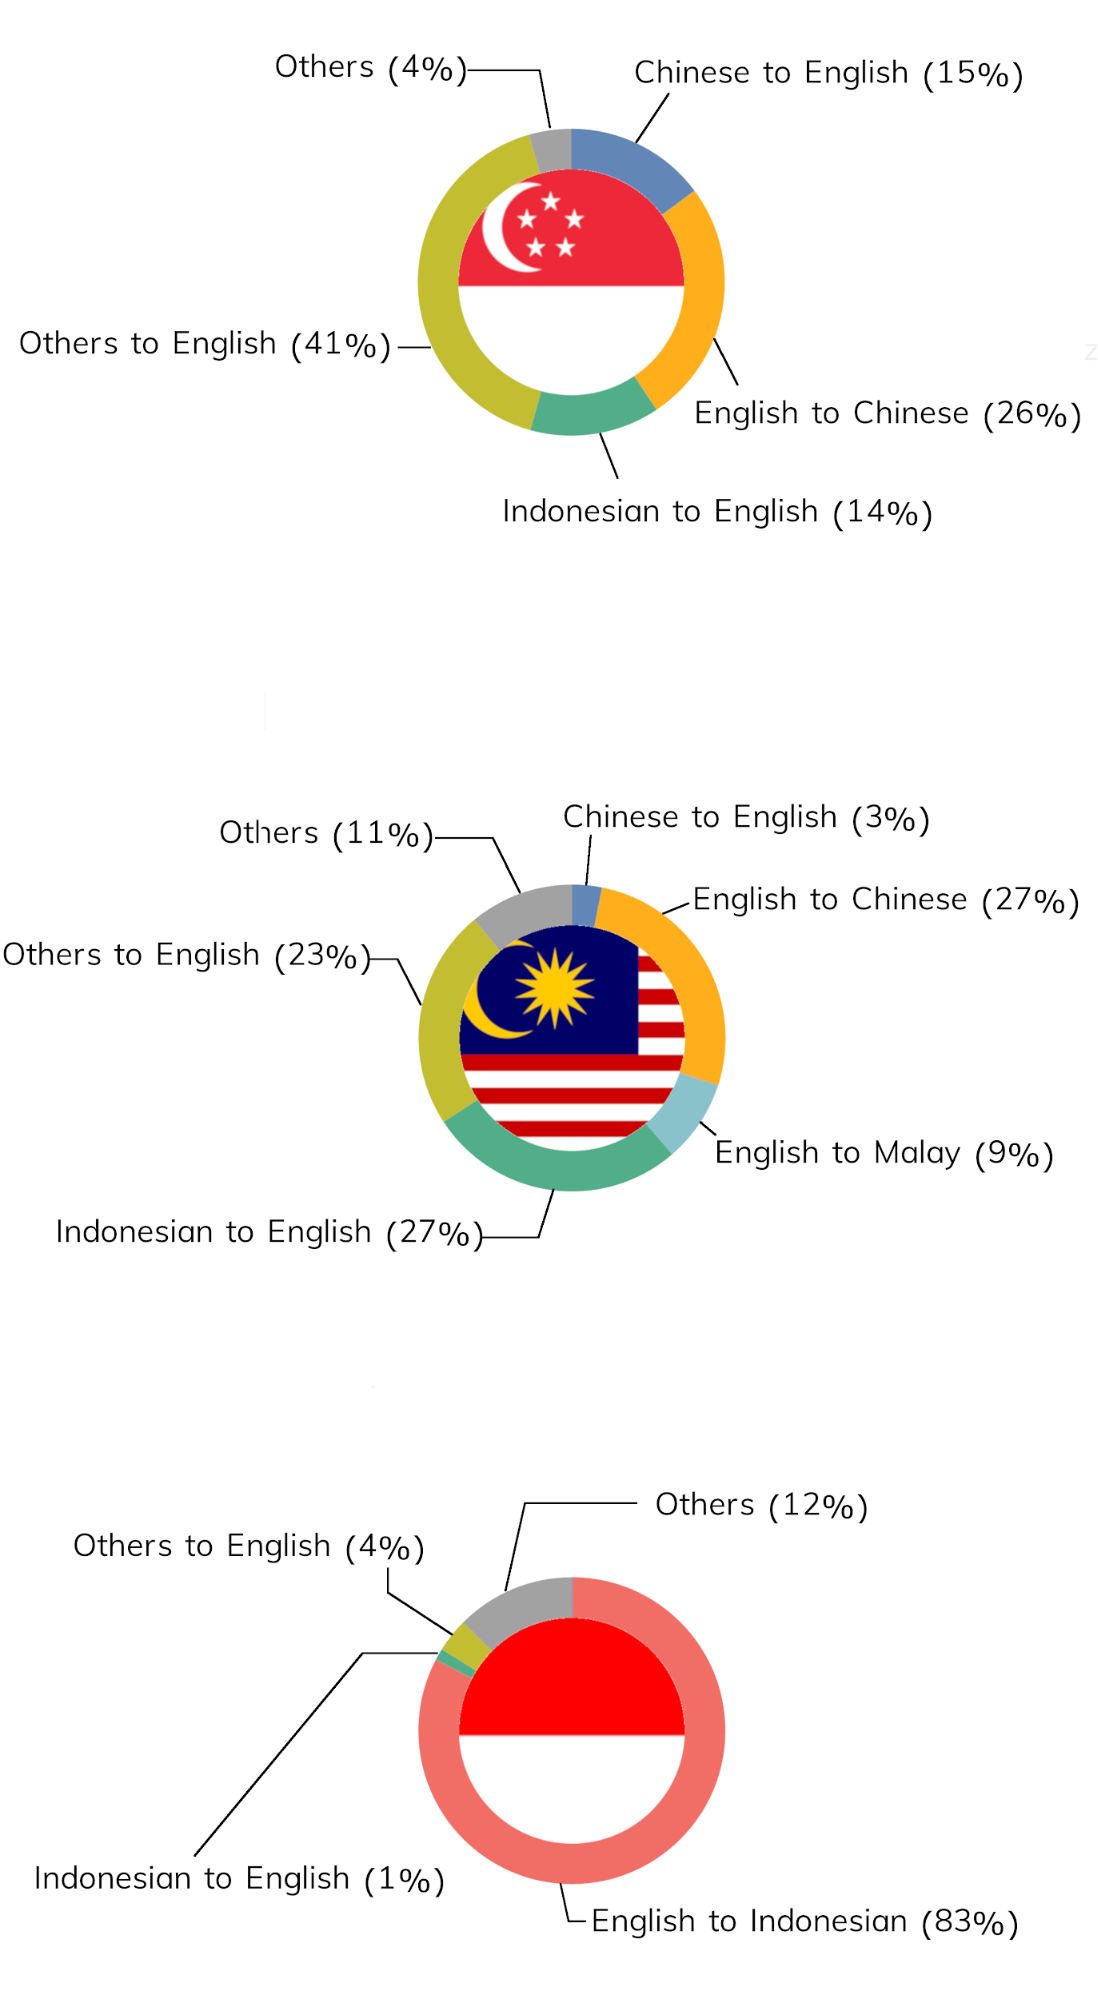 Others (4%)
Chinese to English (15%)
Others to English (41%)
English to Chinese (26%)
Indonesian to English (14%)
Chinese to English (3%)
Others (11%)
English to Chinese (27%)
Others to English (23%)
English to Malay (9%)
Indonesian to English (27%)
Others (12%)
Others to English (4%)
Indonesian to English (1%)
English to Indonesian (83%)